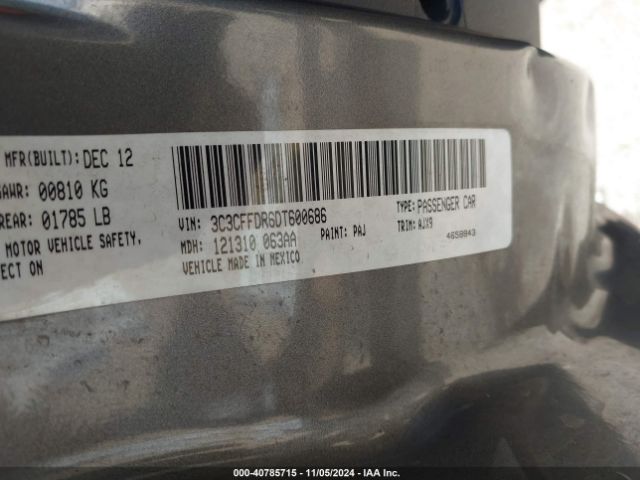 MFR(BUILT): DEC 12
GAWR: 00810 KG
REAR: 01785 LB
MOTOR VEHICLE SAFETY,
ECT ON
VIN: 3C3CFFDR6DT600686
TYPE: PASSENGER CAR
MDH: 121310 063AA
PAINT: PAJ
TRIM: AJX9
VEHICLE MADE IN MEXICO
4658943
000-40785715 - 11/05/2024 - IAA Inc.